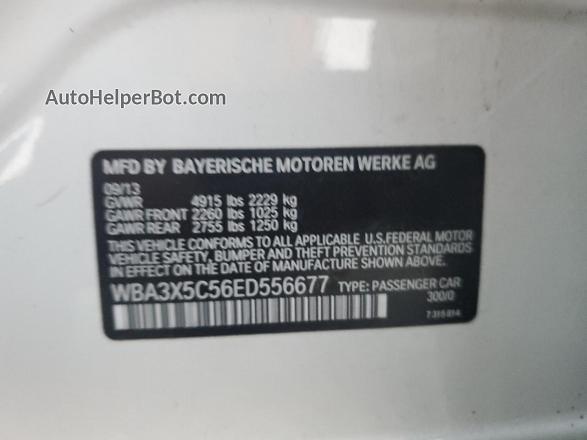 AutoHelperBot.com
MFD BY BAYERISCHE MOTOREN WERKE AG
09/13
GVWR 4915 lbs 2229 kg
GAWR FRONT 2260 lbs 1025 kg
GAWR REAR 2755 lbs 1250 kg
THIS VEHICLE CONFORMS TO ALL APPLICABLE U.S.FEDERAL MOTOR
VEHICLE SAFETY, BUMPER AND THEFT PREVENTION STANDARDS
IN EFFECT ON THE DATE OF MANUFACTURE SHOWN ABOVE.
WBA3X5C56ED556677 TYPE: PASSENGER CAR
300/0
7 315 814